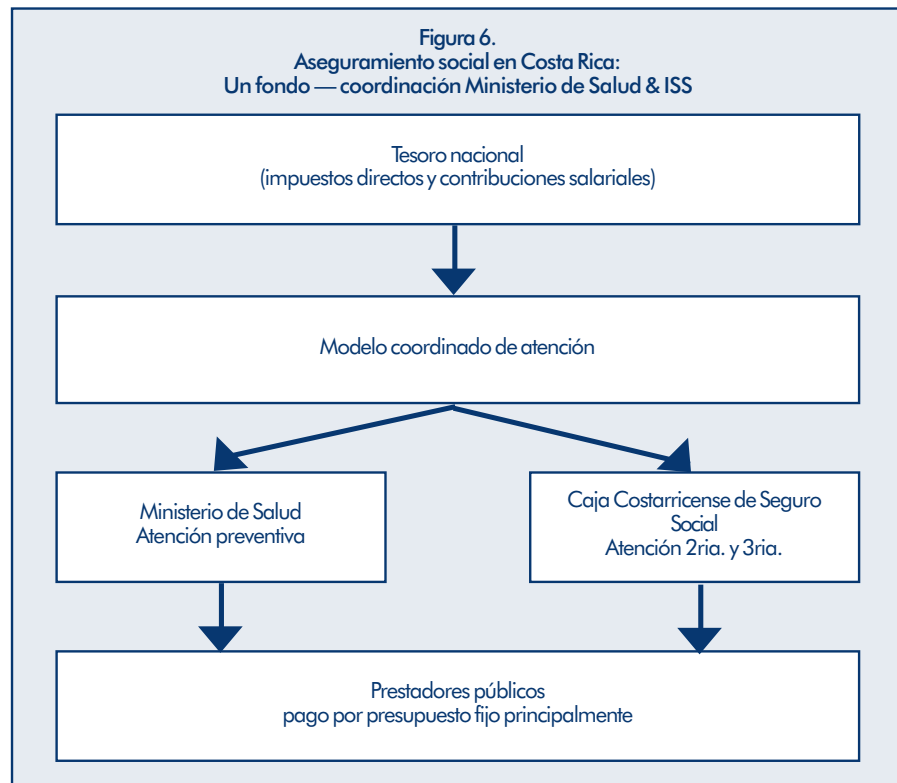 Figura 6.
Aseguramiento social en Costa Rica:
Un fondo — coordinación Ministerio de Salud & ISS
Tesoro nacional
(impuestos directos y contribuciones salariales)
Modelo coordinado de atención
Ministerio de Salud
Atención preventiva
Caja Costarricense de Seguro
Social
Atención 2ria. y 3ria.
Prestadores públicos
pago por presupuesto fijo principalmente